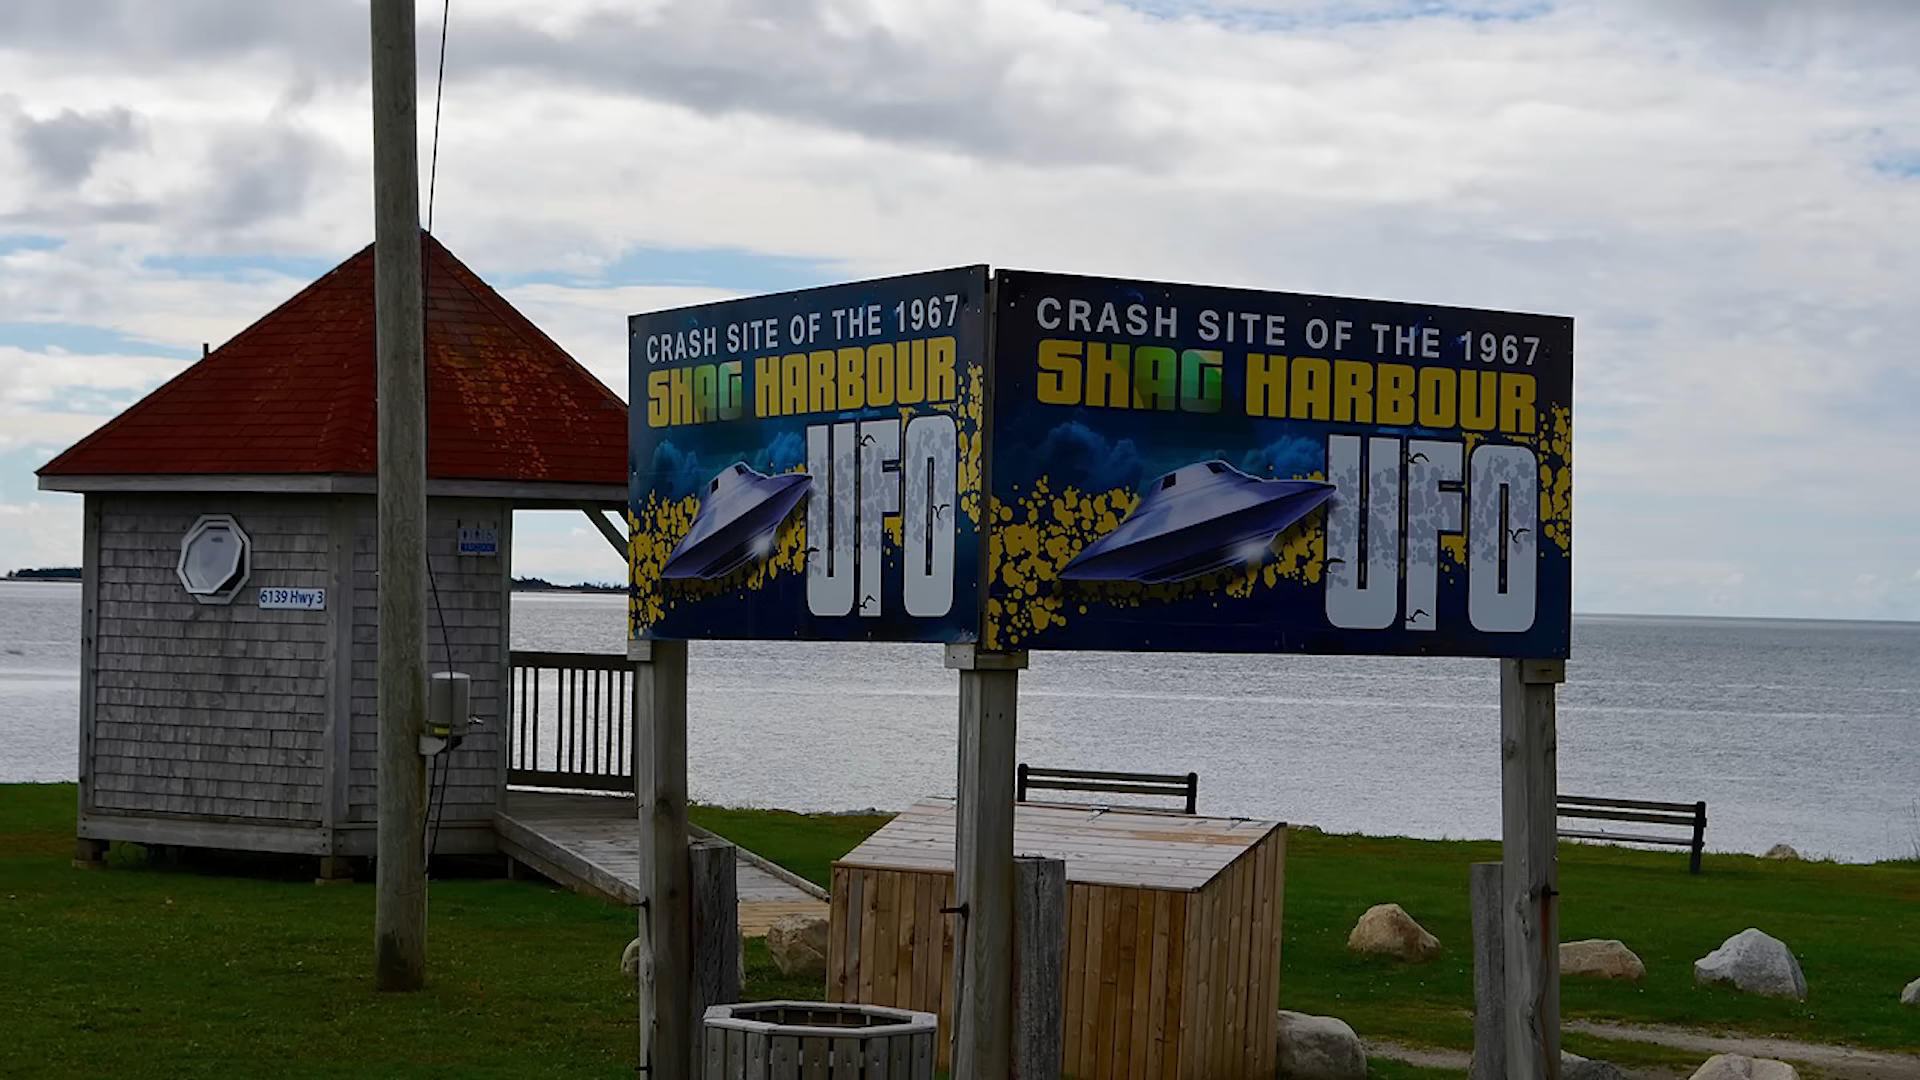 CRASH SITE OF THE 1967
SHAG HARBOUR
UFO
CRASH SITE OF THE 1967
SHAG HARBOUR
UFO
6139 Hwy 3